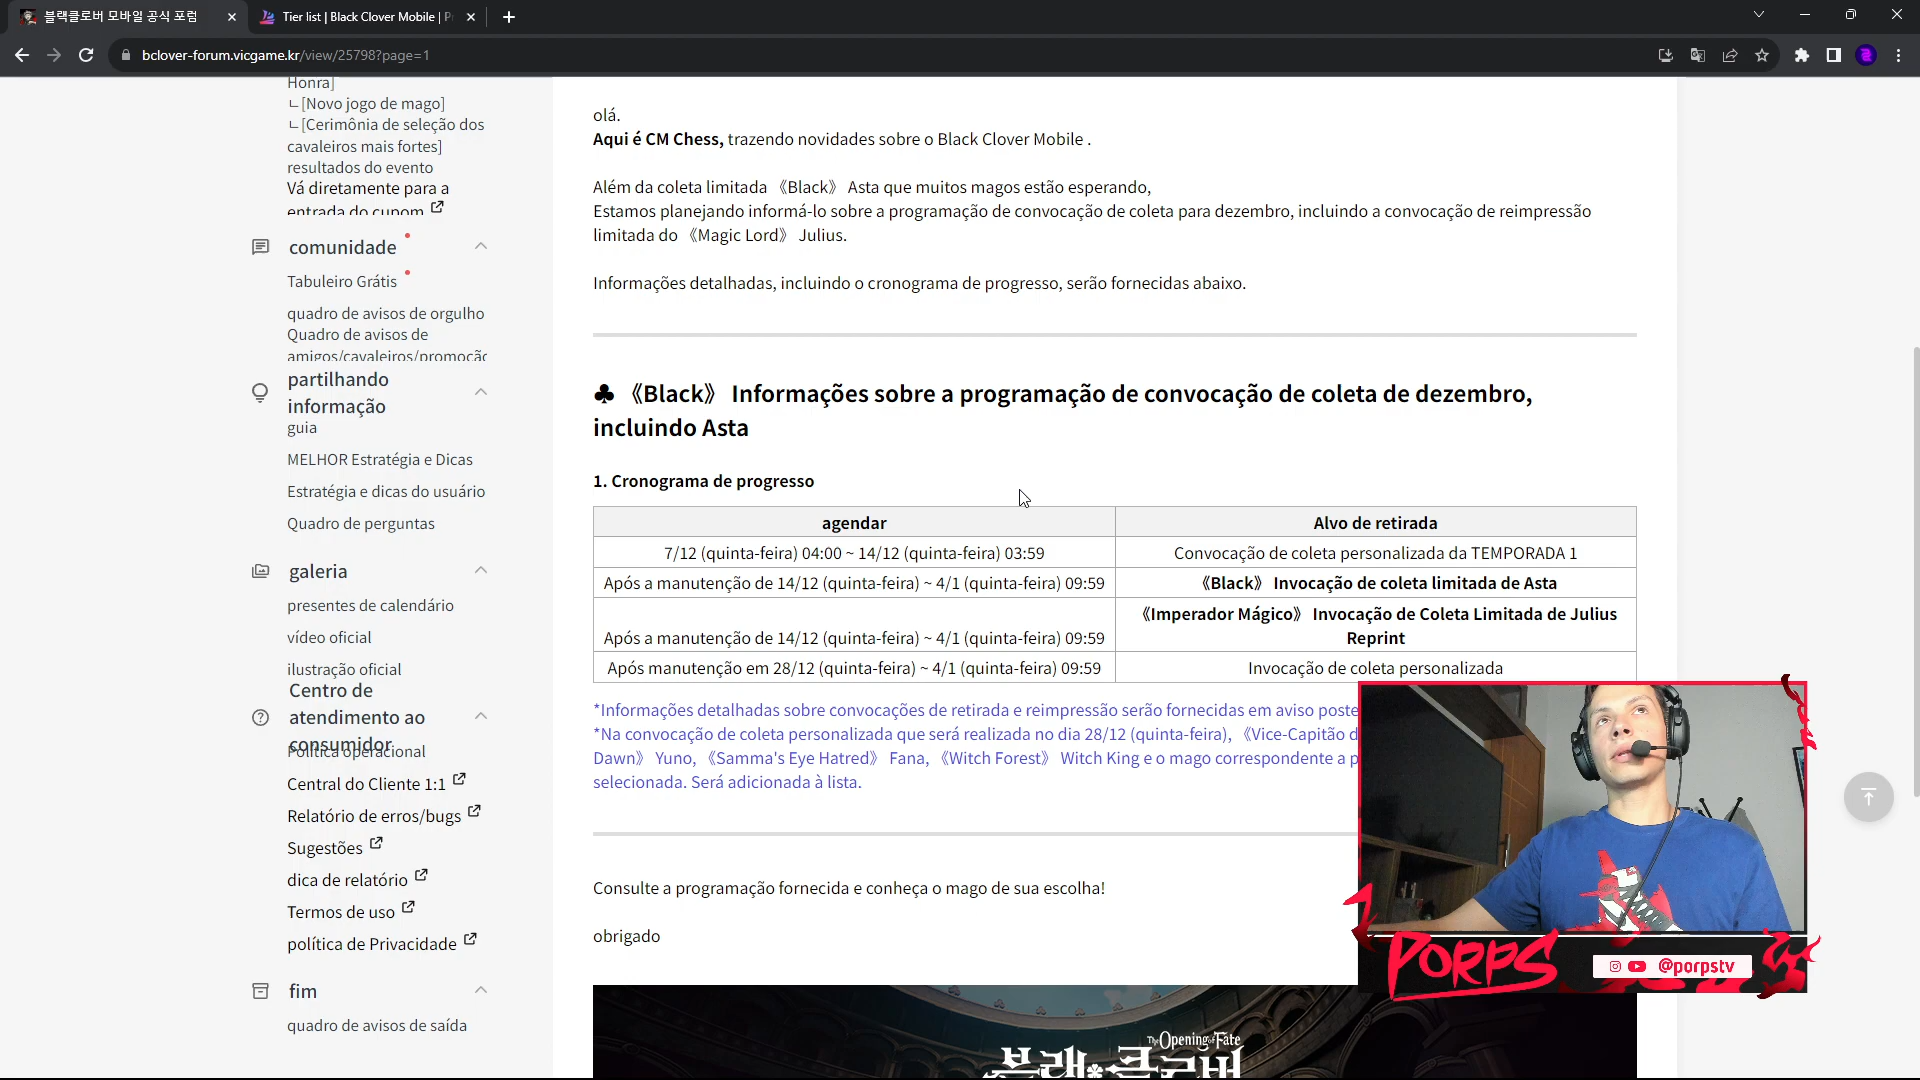 블랙클로버 모바일 공식 포럼
Tier list | Black Clover Mobile |
bclover-forum.vicgame.kr/view/25798?page=1
Honra]
ㄴ[Novo jogo de mago]
ㄴ[Cerimônia de seleção dos
cavaleiros mais fortes]
resultados do evento
Vá diretamente para a
entrada do cupom
comunidade
Tabuleiro Grátis
quadro de avisos de orgulho
Quadro de avisos de
amigos/cavaleiros/promoçã
partilhando
informação
guia
MELHOR Estratégia e Dicas
Estratégia e dicas do usuário
Quadro de perguntas
galeria
presentes de calendário
vídeo oficial
ilustração oficial
Centro de
atendimento ao
consumidor
Política operacional
Central do Cliente 1:1
Relatório de erros/bugs
Sugestões
dica de relatório
Termos de uso
política de Privacidade
fim
quadro de avisos de saída
olá.
Aqui é CM Chess, trazendo novidades sobre o Black Clover Mobile .
Além da coleta limitada 《Black》 Asta que muitos magos estão esperando,
Estamos planejando informá-lo sobre a programação de convocação de coleta para dezembro, incluindo a convocação de reimpressão
limitada do 《Magic Lord》 Julius.
Informações detalhadas, incluindo o cronograma de progresso, serão fornecidas abaixo.
♣ 《Black》 Informações sobre a programação de convocação de coleta de dezembro,
incluindo Asta
1. Cronograma de progresso
agendar Alvo de retirada
7/12 (quinta-feira) 04:00 ~ 14/12 (quinta-feira) 03:59 Convocação de coleta personalizada da TEMPORADA 1
Após a manutenção de 14/12 (quinta-feira) ~ 4/1 (quinta-feira) 09:59 《Black》 Invocação de coleta limitada de Asta
《Imperador Mágico》 Invocação de Coleta Limitada de Julius
Após a manutenção de 14/12 (quinta-feira) ~ 4/1 (quinta-feira) 09:59 Reprint
Após manutenção em 28/12 (quinta-feira) ~ 4/1 (quinta-feira) 09:59 Invocação de coleta personalizada
*Informações detalhadas sobre convocações de retirada e reimpressão serão fornecidas em aviso poste
*Na convocação de coleta personalizada que será realizada no dia 28/12 (quinta-feira), 《Vice-Capitão d
Dawn》 Yuno, 《Samma's Eye Hatred》 Fana, 《Witch Forest》 Witch King e o mago correspondente a p
selecionada. Será adicionada à lista.
Consulte a programação fornecida e conheça o mago de sua escolha!
obrigado
The Opening of Fate
블랙클로버
PORPS
@porpstv